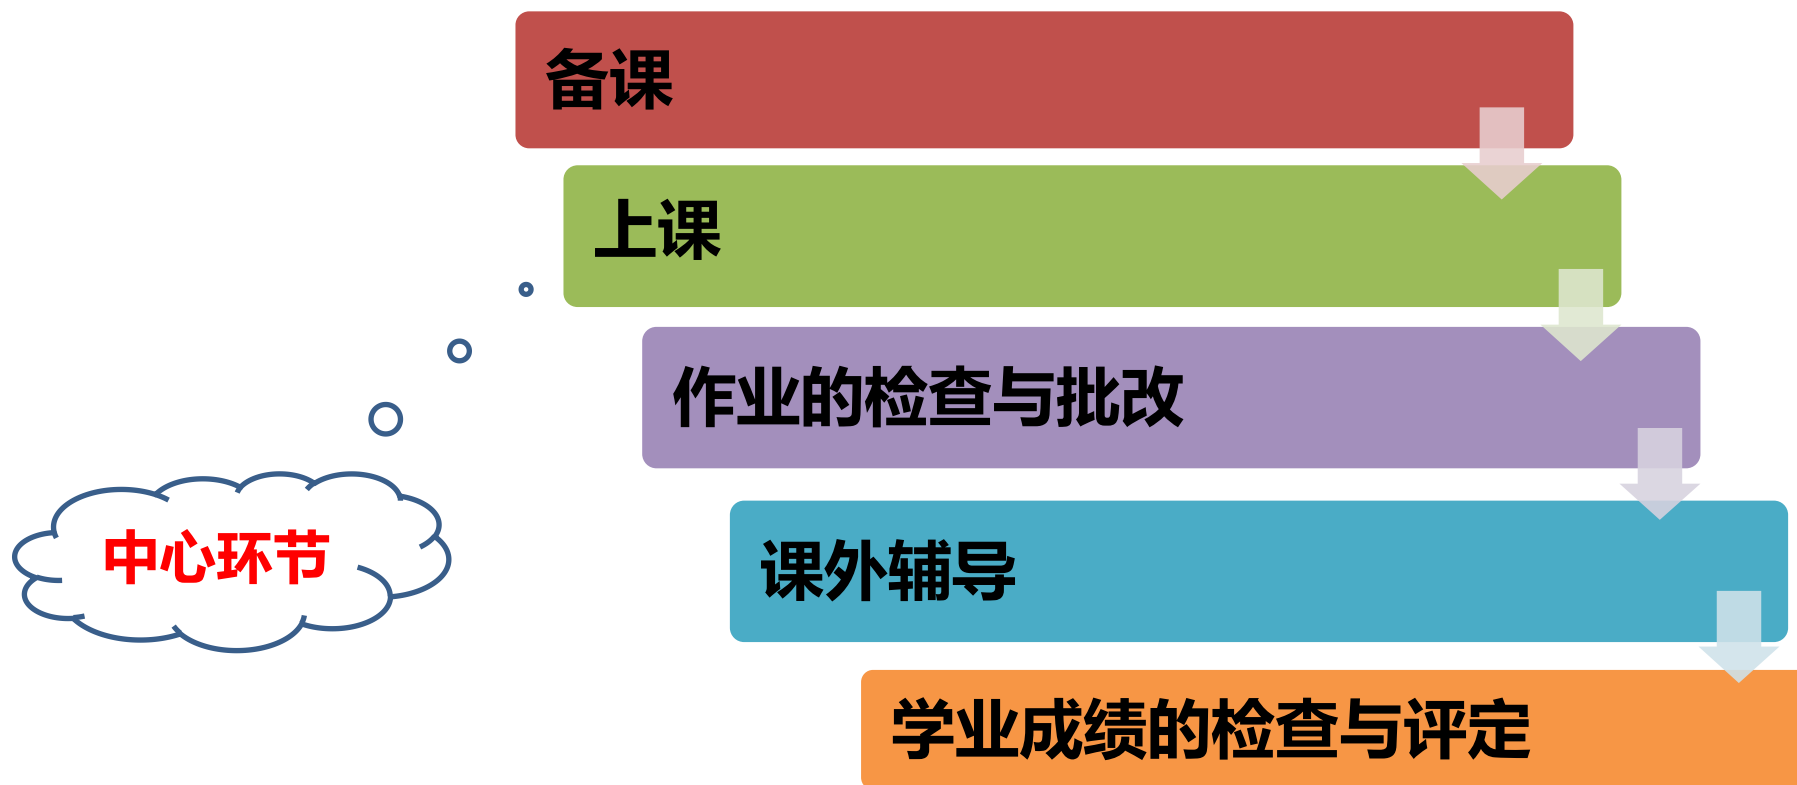 备课
上课
作业的检查与批改
课外辅导
中心环节
学业成绩的检查与评定